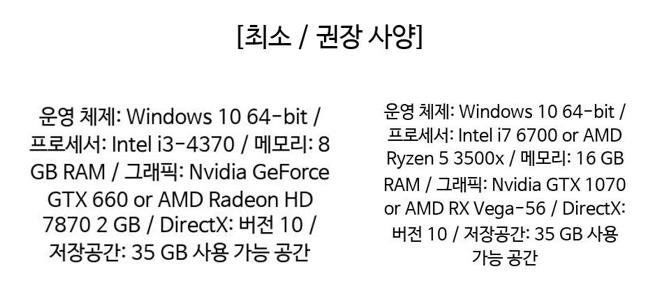 [최소 / 권장 사양]
운영 체제: Windows 10 64-bit /
프로세서: Intel i3-4370 / 메모리: 8
GB RAM / 그래픽: Nvidia GeForce
GTX 660 or AMD Radeon HD
7870 2 GB / DirectX: 버전 10 /
저장공간: 35 GB 사용 가능 공간
운영 체제: Windows 10 64-bit /
프로세서: Intel i7 6700 or AMD
Ryzen 5 3500x / 메모리: 16 GB
RAM / 그래픽: Nvidia GTX 1070
or AMD RX Vega-56 / DirectX:
버전 10 / 저장공간: 35 GB 사용
가능 공간